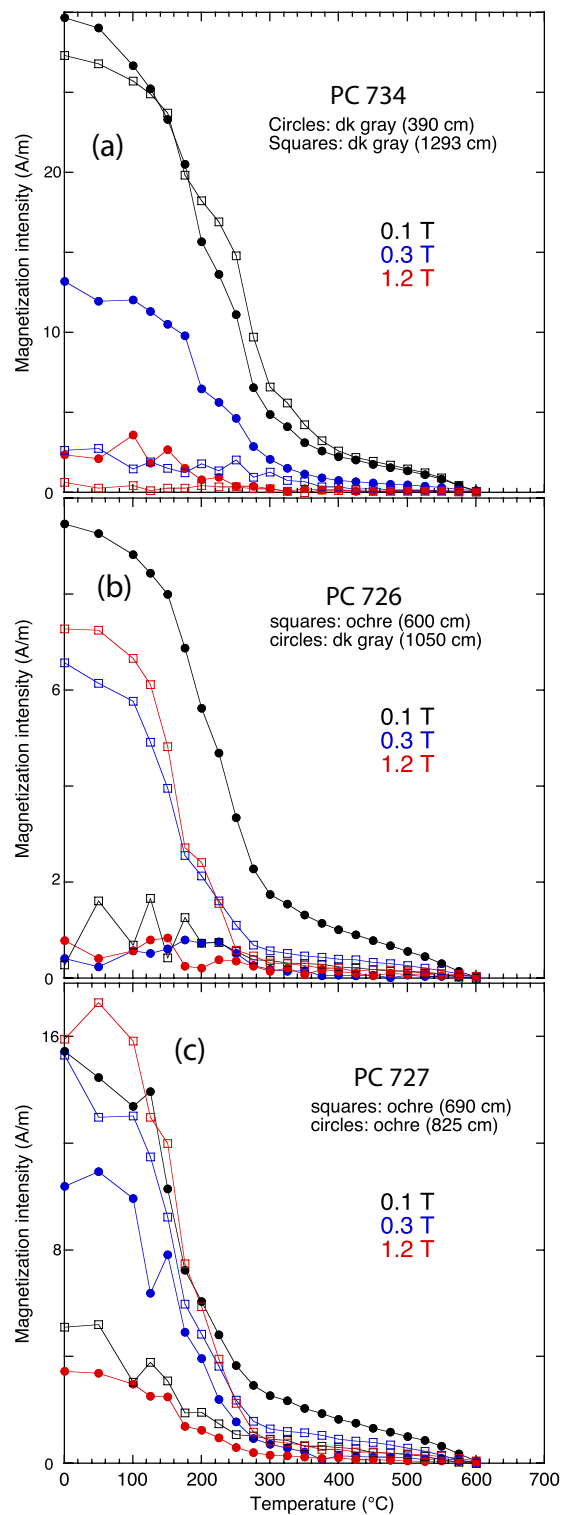 (a)
PC 734
Circles: dk gray (390 cm)
Squares: dk gray (1293 cm)
0.1 T
0.3 T
1.2 T
Magnetization intensity (A/m)
20
10
0
(b)
PC 726
squares: ochre (600 cm)
circles: dk gray (1050 cm)
0.1 T
0.3 T
1.2 T
Magnetization intensity (A/m)
6
2
0
(c)
PC 727
squares: ochre (690 cm)
circles: ochre (825 cm)
0.1 T
0.3 T
1.2 T
Magnetization intensity (A/m)
16
8
0
0 100 200 300 400 500 600 700
Temperature (°C)